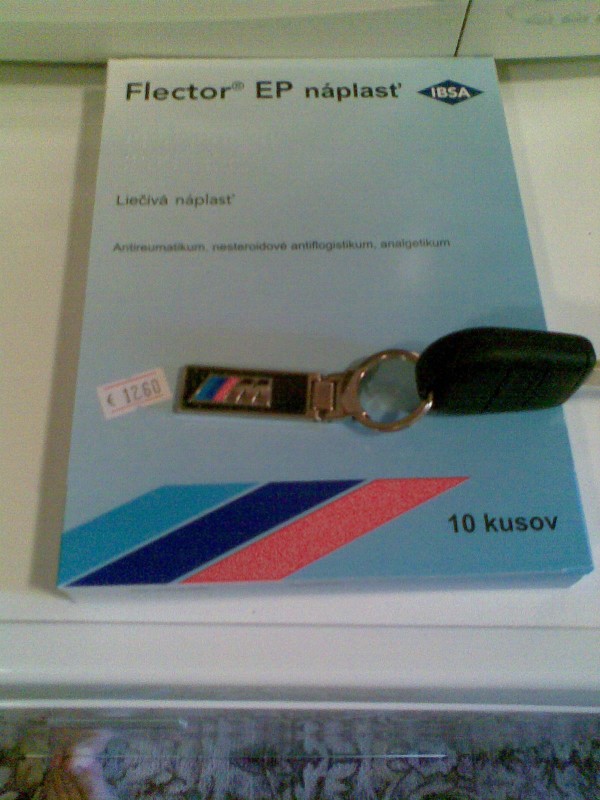 Flector® EP náplasť
IBSA
Liečivá náplasť
Antireumatikum, nesteroidové antiflogistikum, analgetikum
€ 12.60
M
10 kusov